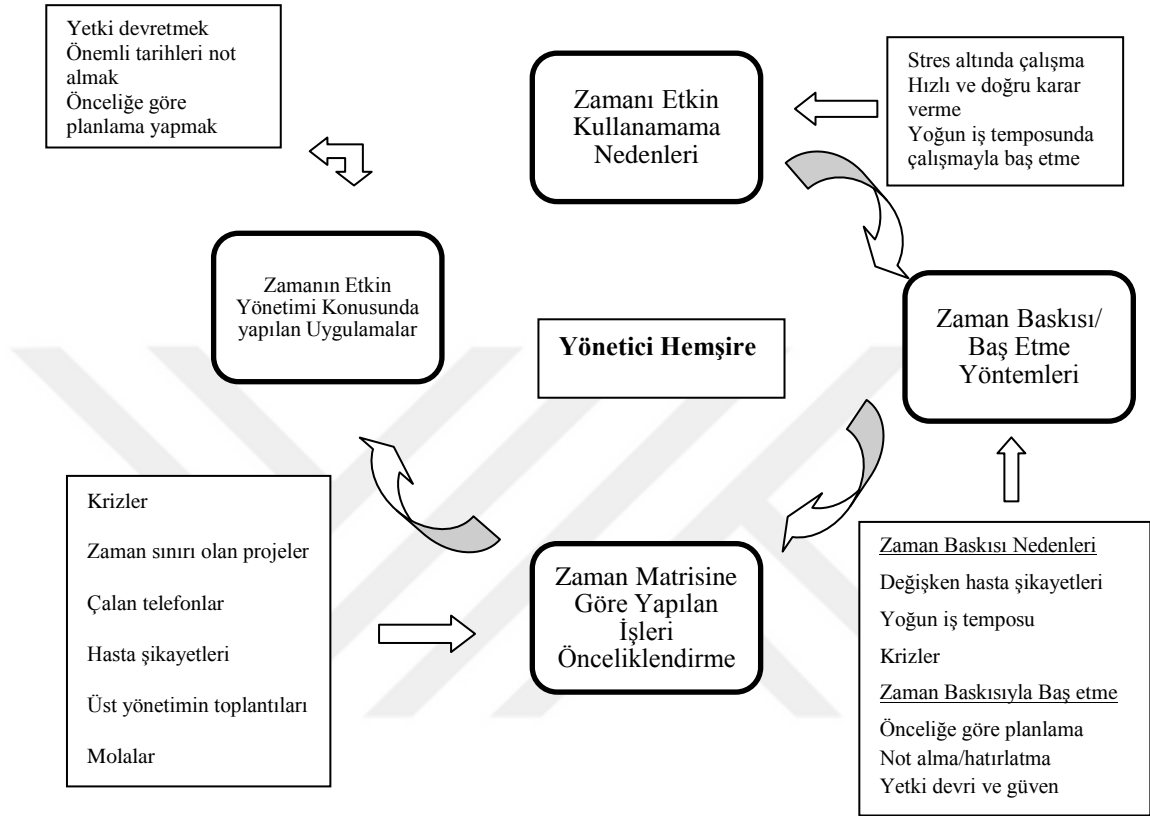 Yetki devretmek
Önemli tarihleri not
almak
Önceliğe göre
planlama yapmak
Zamanı Etkin
Kullanamama
Nedenleri
Stres altında çalışma
Hızlı ve doğru karar
verme
Yoğun iş temposunda
çalışmayla baş etme
Zamanın Etkin
Yönetimi Konusunda
yapılan Uygulamalar
Yönetici Hemşire
Zaman Baskısı/
Baş Etme
Yöntemleri
Krizler
Zaman sınırı olan projeler
Çalan telefonlar
Hasta şikayetleri
Üst yönetimin toplantıları
Molalar
Zaman Matrisine
Göre Yapılan
İşleri
Önceliklendirme
Zaman Baskısı Nedenleri
Değişken hasta şikayetleri
Yoğun iş temposu
Krizler
Zaman Baskısıyla Baş etme
Önceliğe göre planlama
Not alma/hatırlatma
Yetki devri ve güven